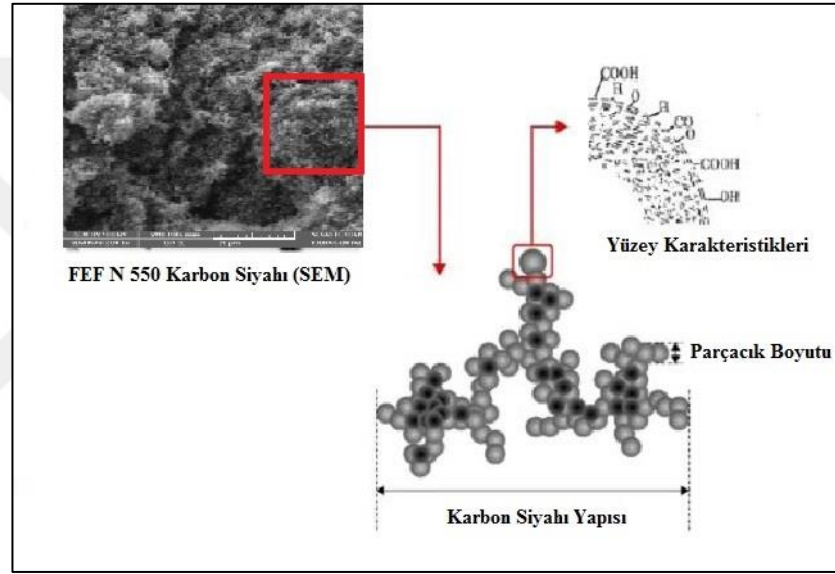 COOH
H
O
H
CO
O
COOH
OH
Yüzey Karakteristikleri
FEF N 550 Karbon Siyahı (SEM)
Parçacık Boyutu
Karbon Siyahı Yapısı